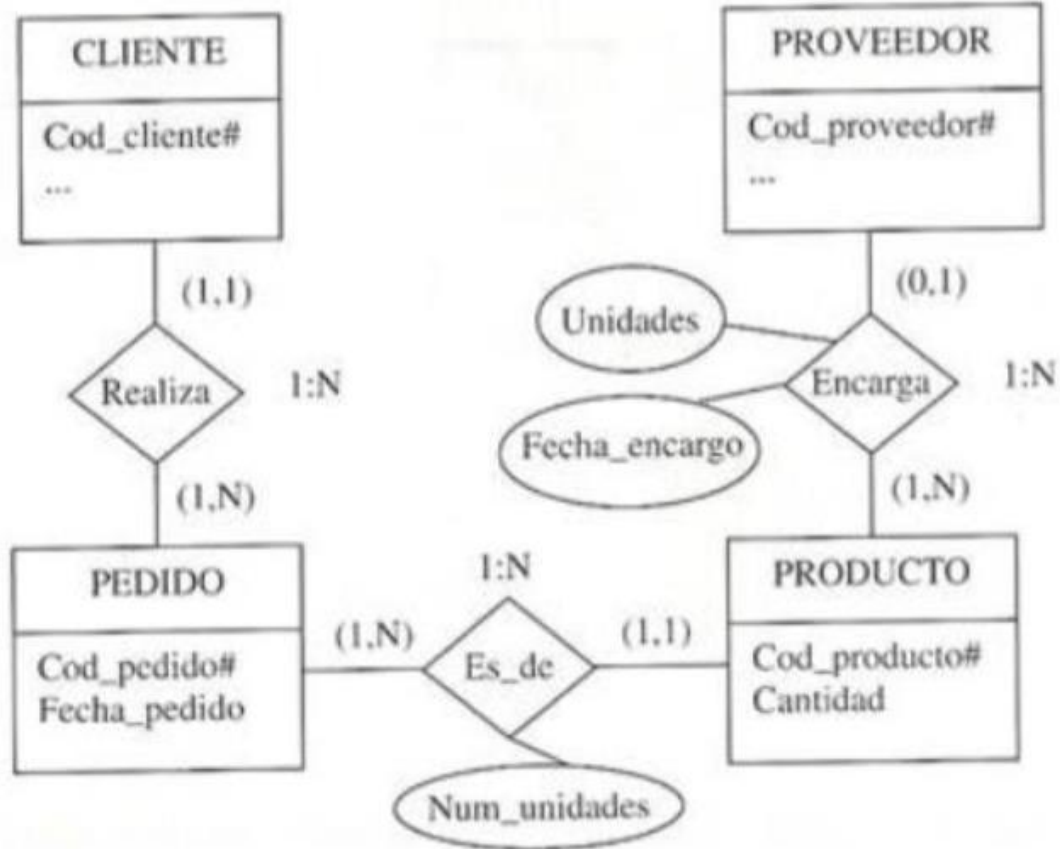 CLIENTE
Cod_cliente#
...
PROVEEDOR
Cod_proveedor#
...
(1,1)
Realiza
1:N
(1,N)
(0,1)
Unidades
Encarga
1:N
Fecha_encargo
(1,N)
PEDIDO
Cod_pedido#
Fecha_pedido
1:N
(1,N)
Es_de
(1,1)
Num_unidades
PRODUCTO
Cod_producto#
Cantidad